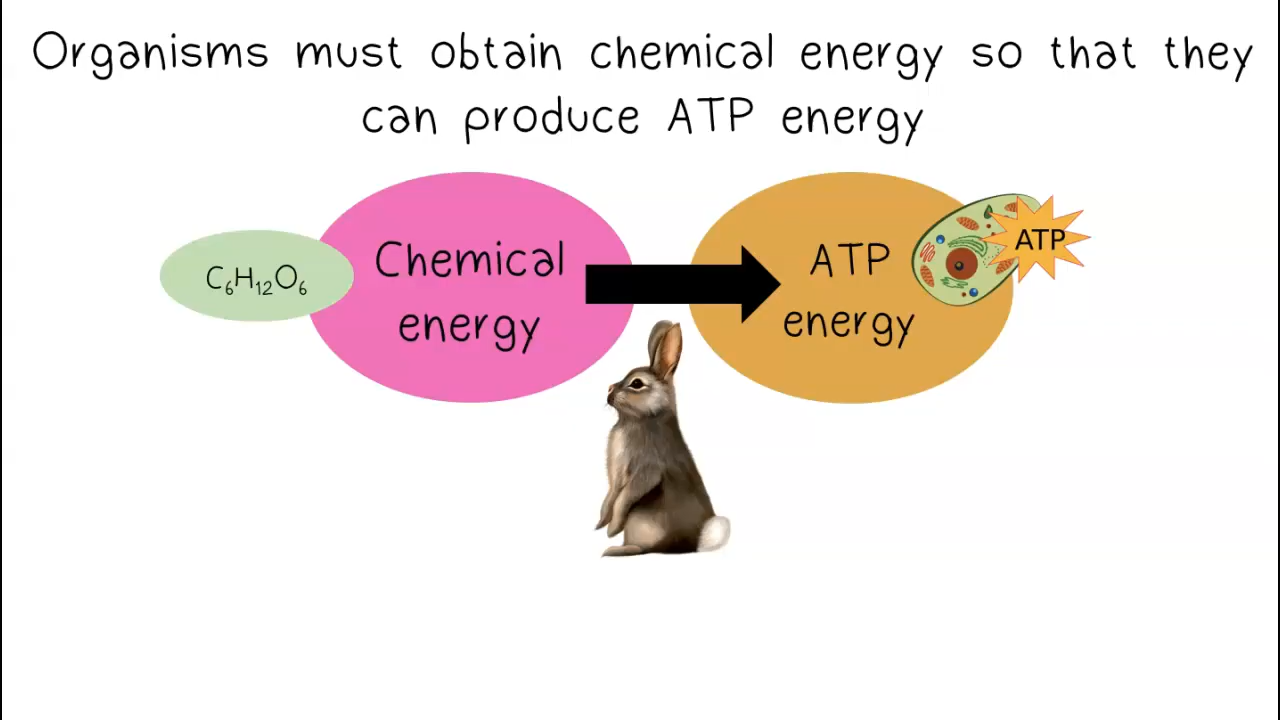 Organisms must obtain chemical energy so that they
can produce ATP energy
C₆H₁₂O₆
Chemical
energy
ATP
energy
ATP